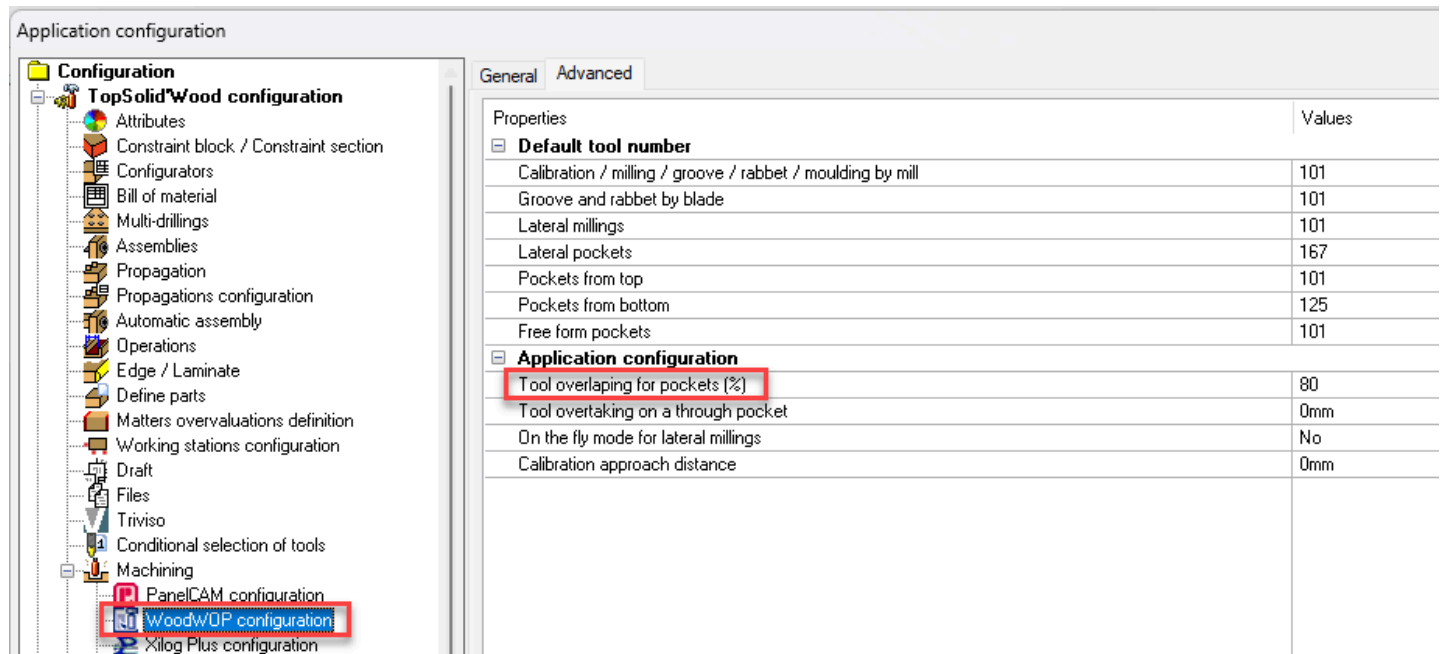 Application configuration
Configuration
TopSolid'Wood configuration
Attributes
Constraint block / Constraint section
Configurators
Bill of material
Multi-drillings
Assemblies
Propagation
Propagations configuration
Automatic assembly
Operations
Edge / Laminate
Define parts
Matters overvaluations definition
Working stations configuration
Draft
Files
Triviso
Conditional selection of tools
Machining
PanelCAM configuration
WoodWOP configuration
Xilog Plus configuration
General Advanced
Properties Values
Default tool number
Calibration / milling / groove / rabbet / moulding by mill 101
Groove and rabbet by blade 101
Lateral millings 101
Lateral pockets 167
Pockets from top 101
Pockets from bottom 125
Free form pockets 101
Application configuration
Tool overlaping for pockets (%) 80
Tool overtaking on a through pocket 0mm
On the fly mode for lateral millings No
Calibration approach distance 0mm